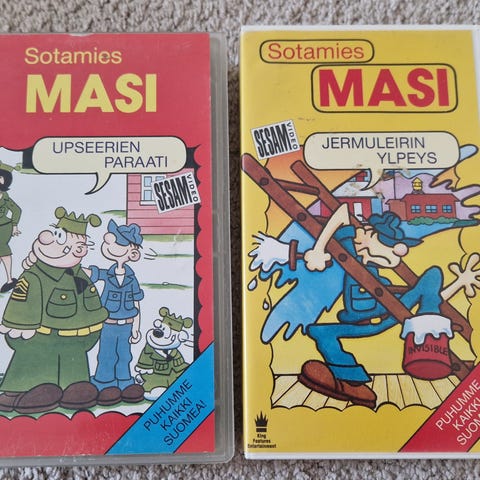 Sotamies
MASI
UPSEERIEN
PARAATI
SESAM
VIDEO
PUHUMME
KAIKKI
SUOMEA!
Sotamies
MASI
SESAM
VIDEO
JERMULEIRIN
YLPEYS
INVISIBLE
King
Features
Entertainment
PUHUMME
KAIKKI